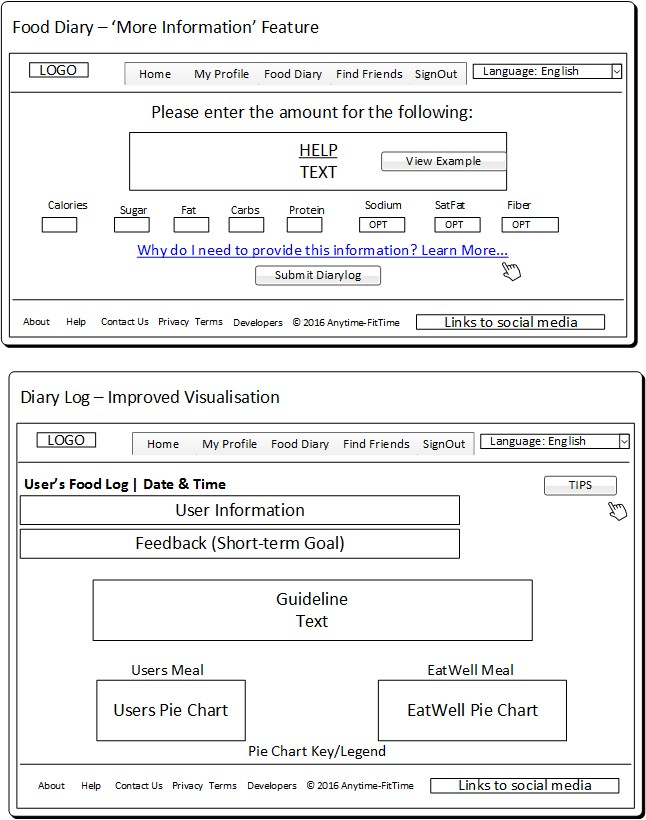 Food Diary – ‘More Information’ Feature
LOGO
Home My Profile Food Diary Find Friends SignOut
Language: English
Please enter the amount for the following:
HELP
TEXT
View Example
Calories Sugar Fat Carbs Protein Sodium SatFat Fiber
OPT OPT OPT
Why do I need to provide this information? Learn More...
Submit Diarylog
About Help Contact Us Privacy Terms Developers © 2016 Anytime-FitTime
Links to social media
Diary Log – Improved Visualisation
LOGO
Home My Profile Food Diary Find Friends SignOut
Language: English
User’s Food Log | Date & Time
TIPS
User Information
Feedback (Short-term Goal)
Guideline
Text
Users Meal EatWell Meal
Users Pie Chart EatWell Pie Chart
Pie Chart Key/Legend
About Help Contact Us Privacy Terms Developers © 2016 Anytime-FitTime
Links to social media